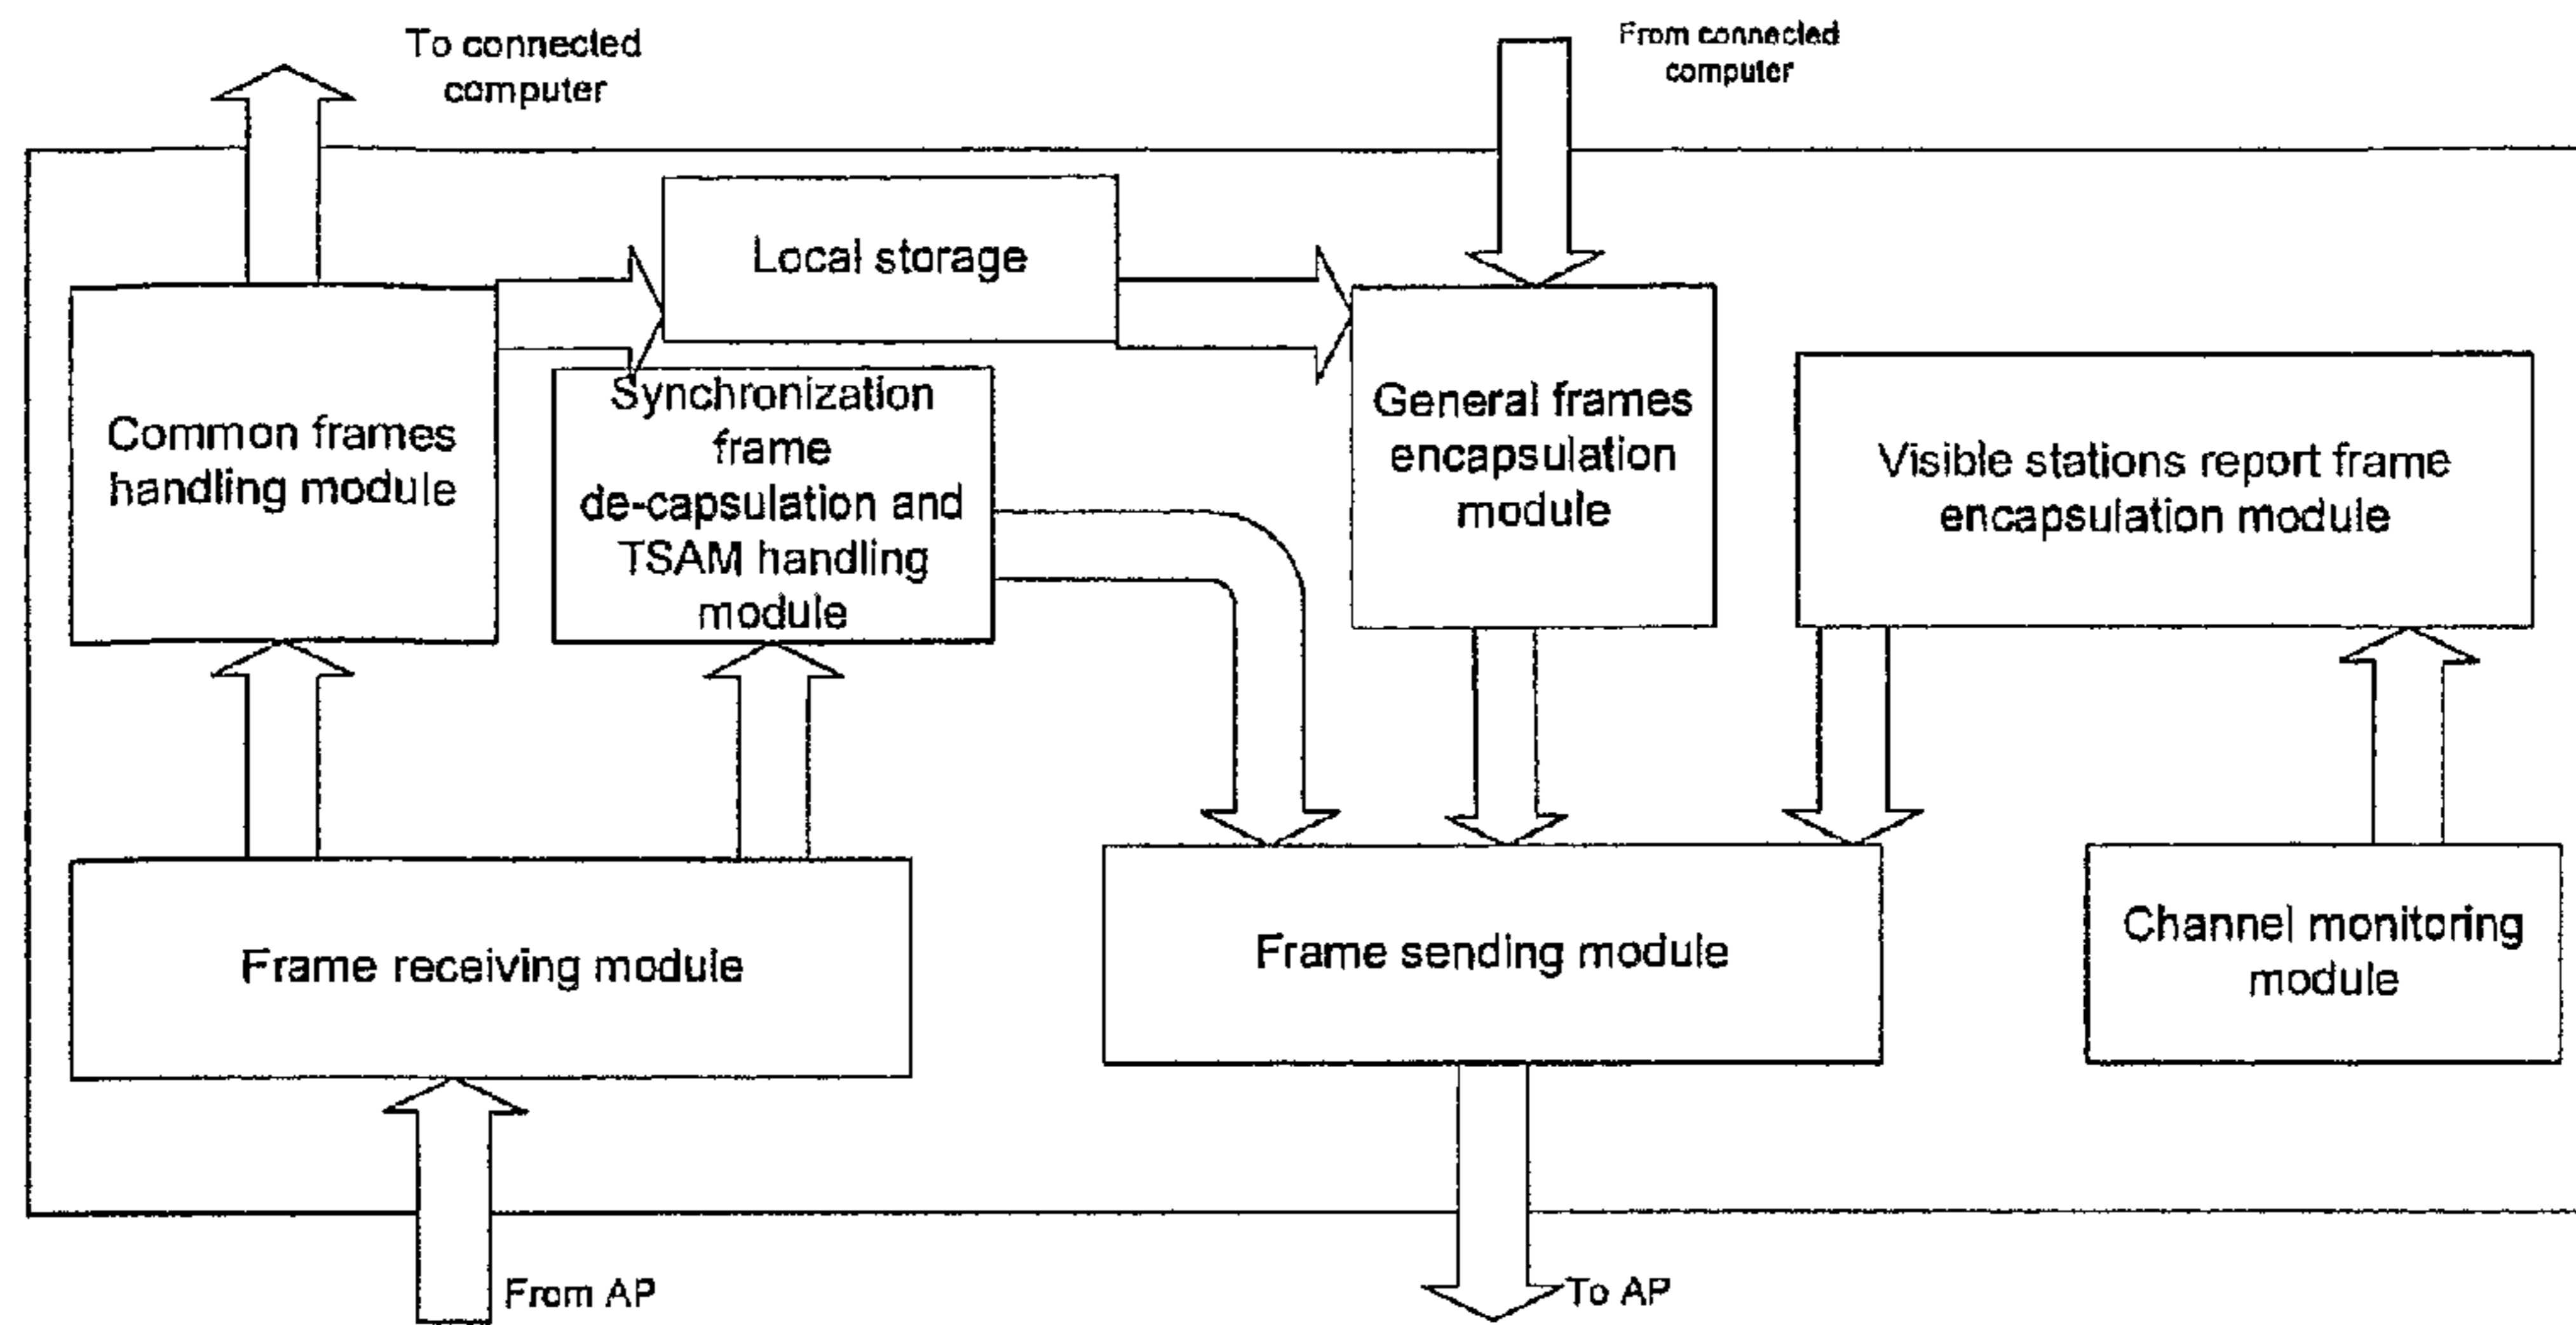 To connected
computer
From connected
computer
Local storage
Common frames
handling module
Synchronization
frame
de-capsulation and
TSAM handling
module
General frames
encapsulation
module
Visible stations report frame
encapsulation module
Frame receiving module
Frame sending module
Channel monitoring
module
From AP
To AP